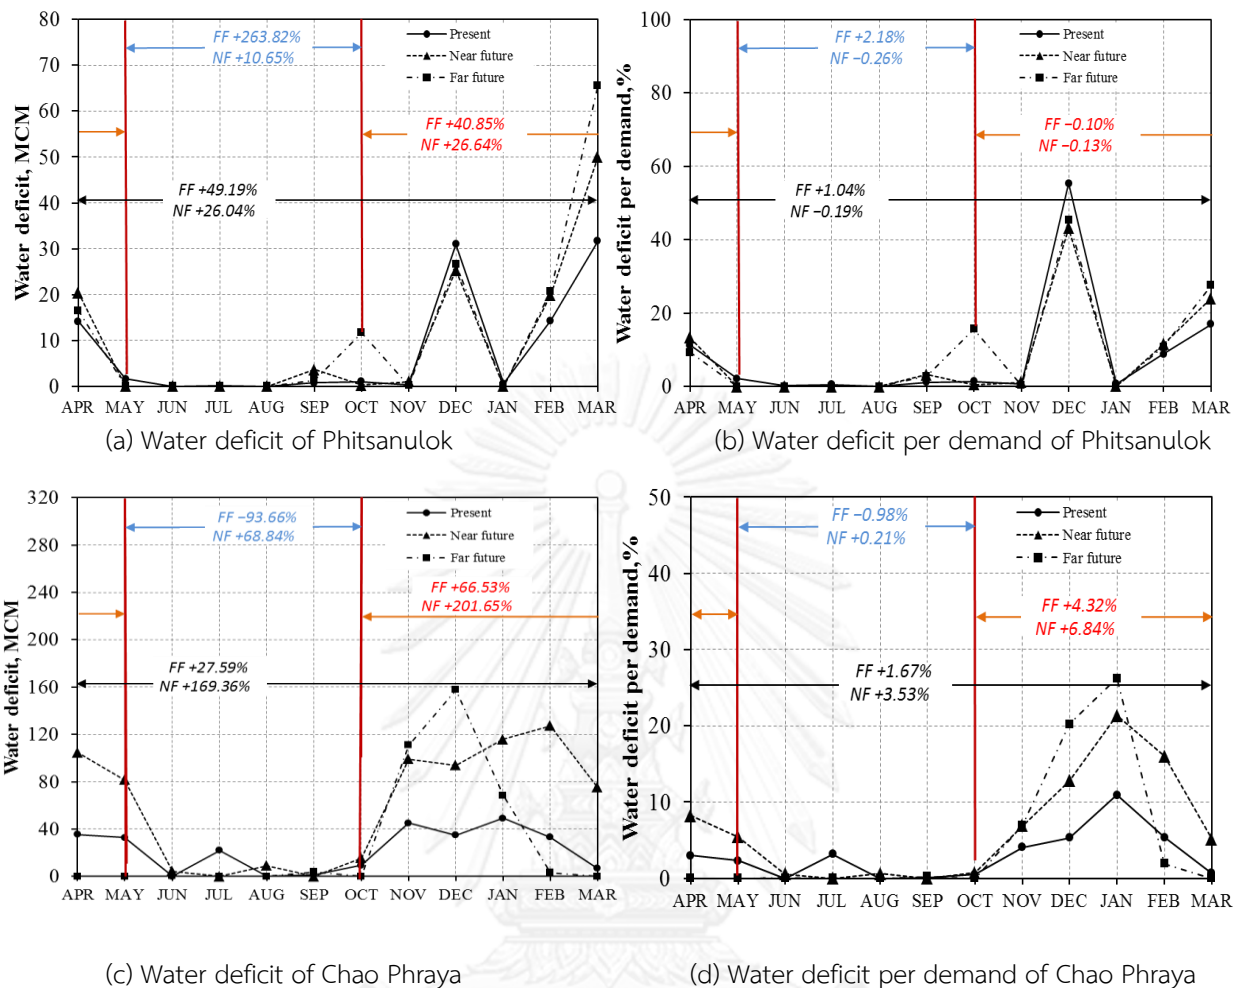 80
70
60
50
40
30
20
10
0
Water deficit, MCM
FF +263.82%
NF +10.65%
Present
Near future
Far future
FF +40.85%
NF +26.64%
FF +49.19%
NF +26.04%
APR MAY JUN JUL AUG SEP OCT NOV DEC JAN FEB MAR
(a) Water deficit of Phitsanulok
100
80
60
40
20
0
Water deficit per demand,%
FF +2.18%
NF −0.26%
Present
Near future
Far future
FF −0.10%
NF −0.13%
FF +1.04%
NF −0.19%
APR MAY JUN JUL AUG SEP OCT NOV DEC JAN FEB MAR
(b) Water deficit per demand of Phitsanulok
320
280
240
200
160
120
80
40
0
Water deficit, MCM
FF −93.66%
NF +68.84%
Present
Near future
Far future
FF +66.53%
NF +201.65%
FF +27.59%
NF +169.36%
APR MAY JUN JUL AUG SEP OCT NOV DEC JAN FEB MAR
(c) Water deficit of Chao Phraya
50
40
30
20
10
0
Water deficit per demand,%
FF −0.98%
NF +0.21%
Present
Near future
Far future
FF +4.32%
NF +6.84%
FF +1.67%
NF +3.53%
APR MAY JUN JUL AUG SEP OCT NOV DEC JAN FEB MAR
(d) Water deficit per demand of Chao Phraya